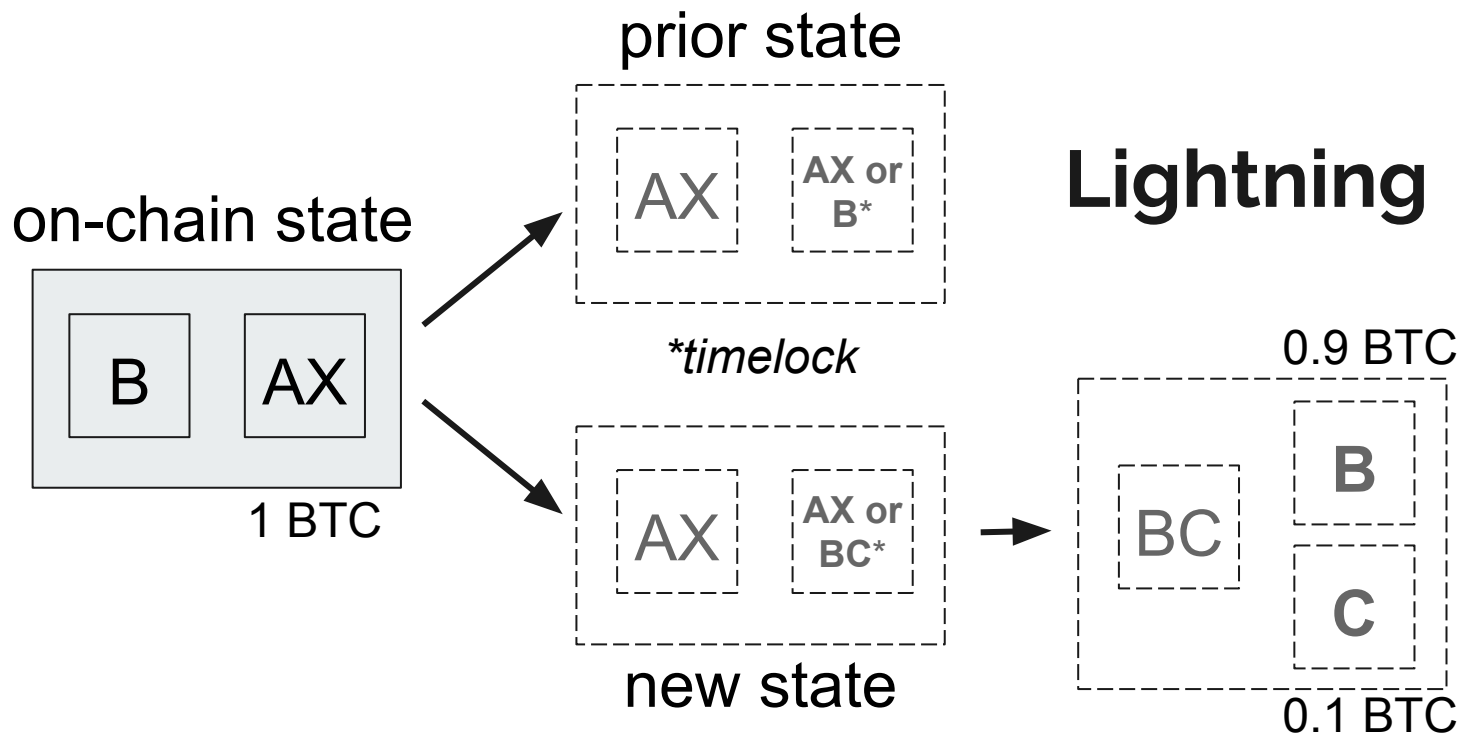 prior state
AX
AX or
B*
Lightning
on-chain state
B
AX
1 BTC
*timelock
0.9 BTC
AX
AX or
BC*
BC
B
C
new state
0.1 BTC